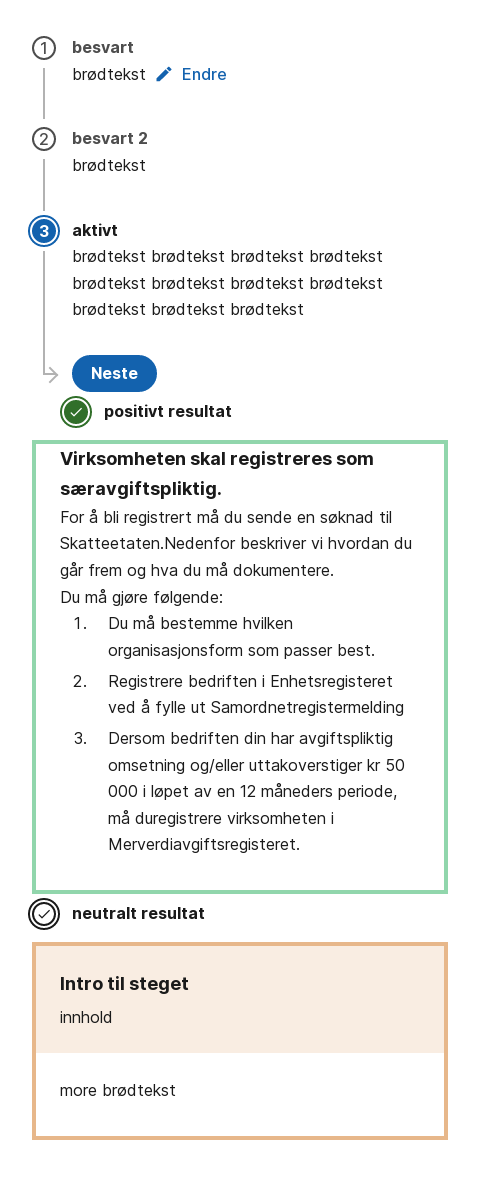 1 besvart
brødtekst Endre
2 besvart 2
brødtekst
3 aktivt
brødtekst brødtekst brødtekst brødtekst
brødtekst brødtekst brødtekst brødtekst
brødtekst brødtekst brødtekst
Neste
positivt resultat
Virksomheten skal registreres som
særavgiftspliktig.
For å bli registrert må du sende en søknad til
Skatteetaten.Nedenfor beskriver vi hvordan du
går frem og hva du må dokumentere.
Du må gjøre følgende:
1. Du må bestemme hvilken
organisasjonsform som passer best.
2. Registrere bedriften i Enhetsregisteret
ved å fylle ut Samordnetregistermelding
3. Dersom bedriften din har avgiftspliktig
omsetning og/eller uttakoverstiger kr 50
000 i løpet av en 12 måneders periode,
må duregistrere virksomheten i
Merverdiavgiftsregisteret.
neutralt resultat
Intro til steget
innhold
more brødtekst